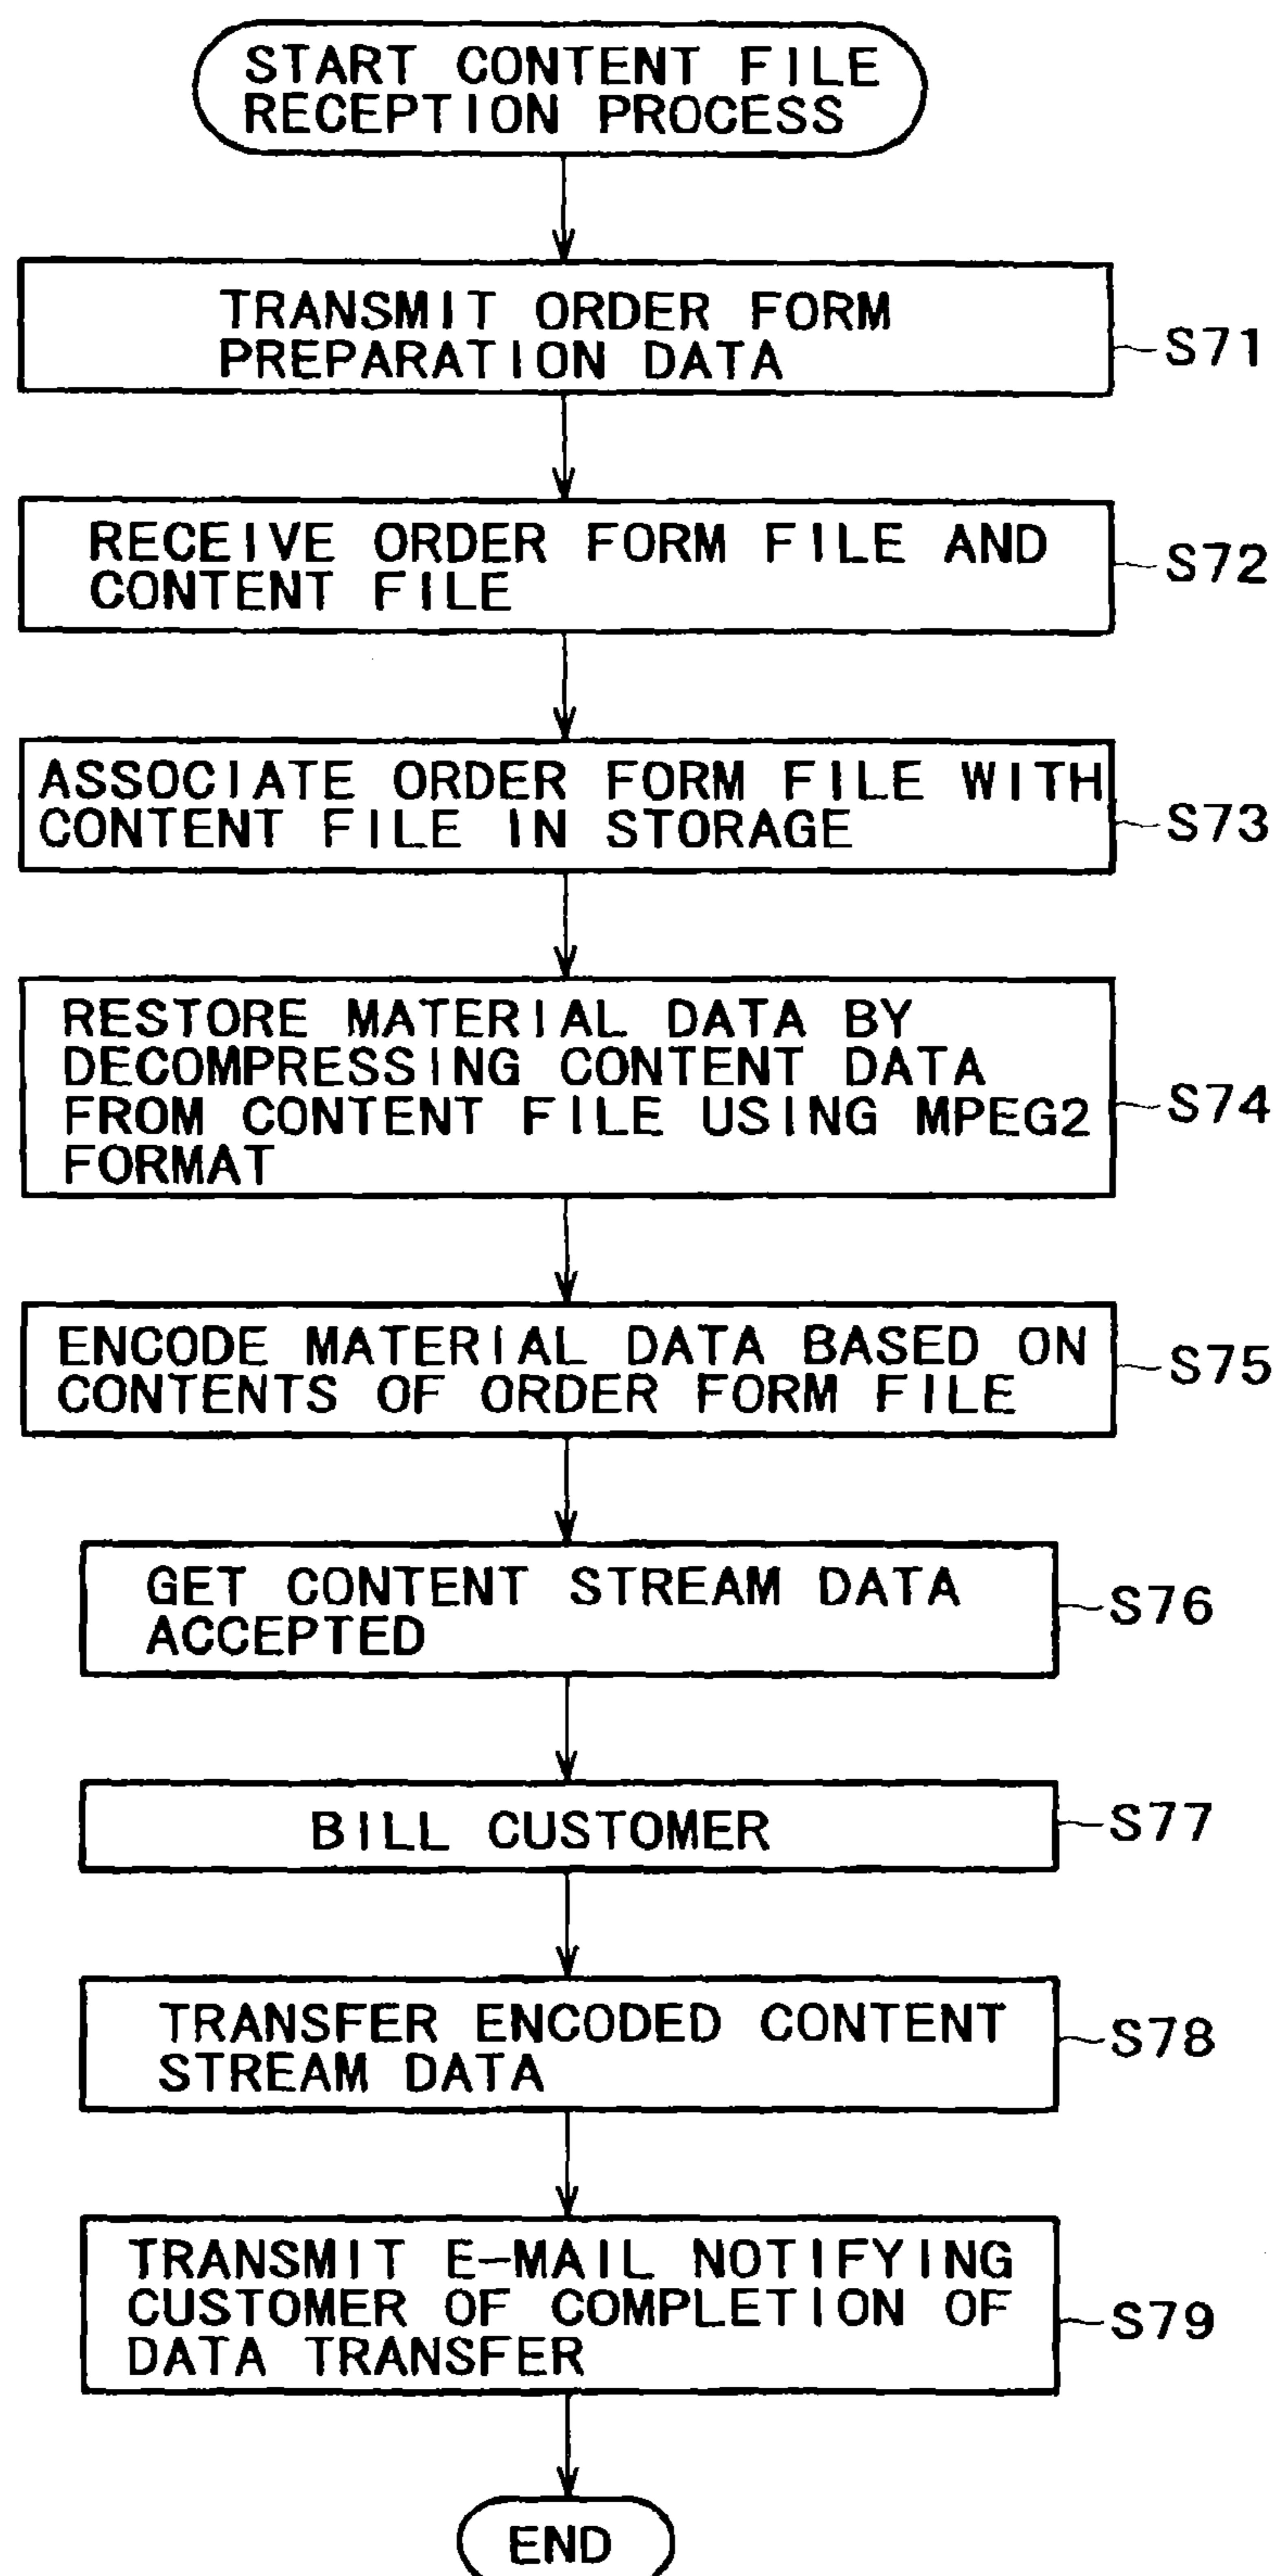 START CONTENT FILE
RECEPTION PROCESS
TRANSMIT ORDER FORM
PREPARATION DATA
S71
RECEIVE ORDER FORM FILE AND
CONTENT FILE
S72
ASSOCIATE ORDER FORM FILE WITH
CONTENT FILE IN STORAGE
S73
RESTORE MATERIAL DATA BY
DECOMPRESSING CONTENT DATA
FROM CONTENT FILE USING MPEG2
FORMAT
S74
ENCODE MATERIAL DATA BASED ON
CONTENTS OF ORDER FORM FILE
S75
GET CONTENT STREAM DATA
ACCEPTED
S76
BILL CUSTOMER
S77
TRANSFER ENCODED CONTENT
STREAM DATA
S78
TRANSMIT E-MAIL NOTIFYING
CUSTOMER OF COMPLETION OF
DATA TRANSFER
S79
END